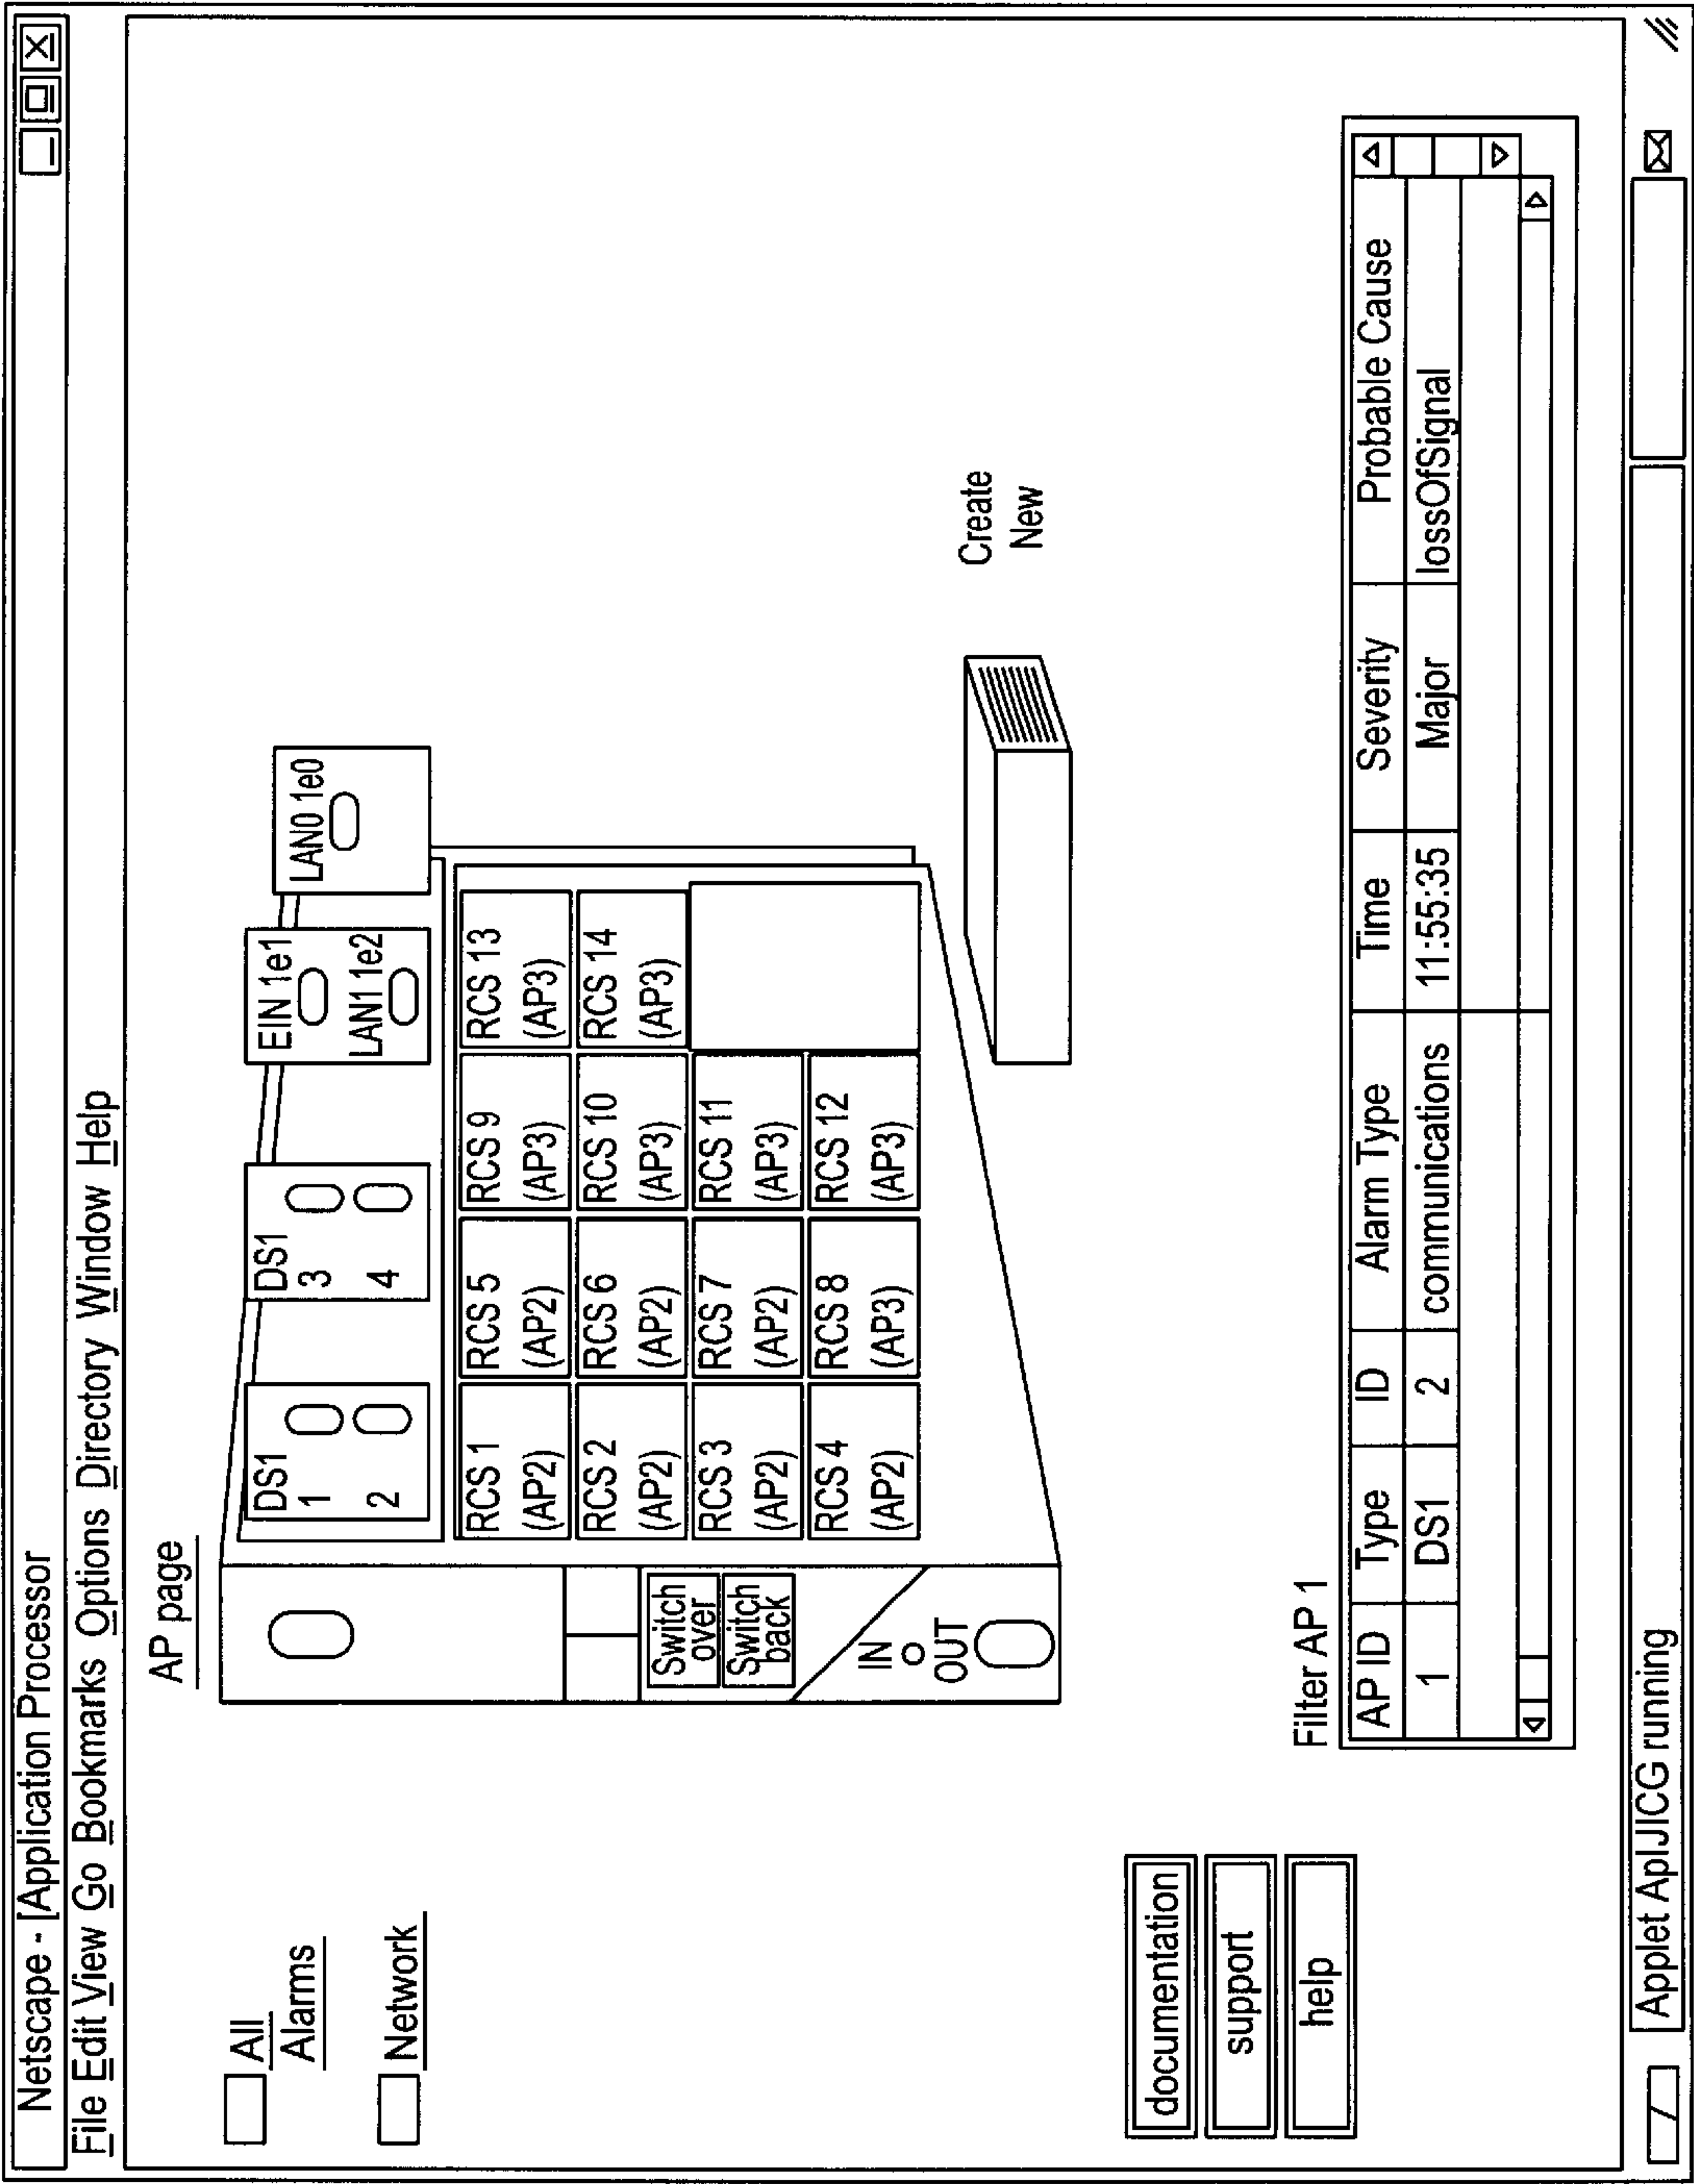 Netscape - [Application Processor
File Edit View Go Bookmarks Options Directory Window Help
All
Alarms
Network
AP page
DS1
1
2
DS1
3
4
EIN 1e1
LAN1 1e2
LAN0 1e0
RCS 1 (AP2) RCS 5 (AP2) RCS 9 (AP3) RCS 13 (AP3)
RCS 2 (AP2) RCS 6 (AP2) RCS 10 (AP3) RCS 14 (AP3)
RCS 3 (AP2) RCS 7 (AP2) RCS 11 (AP3)
RCS 4 (AP2) RCS 8 (AP3) RCS 12 (AP3)
Switch
over
Switch
back
IN
OUT
Create
New
documentation
support
help
Filter AP 1
AP ID Type ID Alarm Type Time Severity Probable Cause
1 DS1 2 communications 11:55:35 Major lossOfSignal
Applet AplJICG running